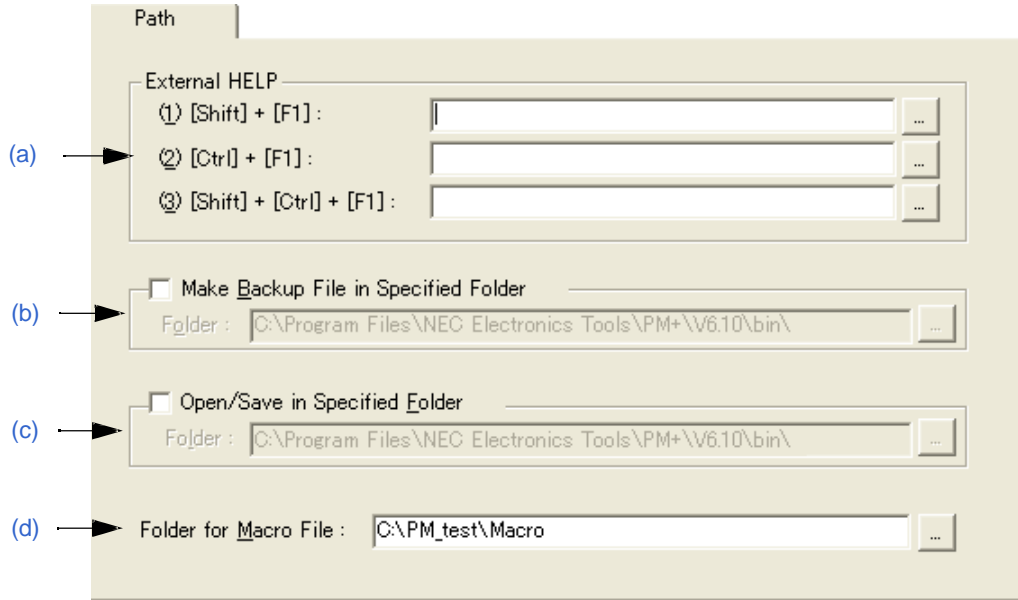 Path
External HELP
(1) [Shift] + [F1] :
...
(a)
(2) [Ctrl] + [F1] :
...
(3) [Shift] + [Ctrl] + [F1] :
...
Make Backup File in Specified Folder
(b)
Folder : C:\Program Files\NEC Electronics Tools\PM+\V6.10\bin\ ...
Open/Save in Specified Folder
(c)
Folder : C:\Program Files\NEC Electronics Tools\PM+\V6.10\bin\ ...
(d) Folder for Macro File : C:\PM_test\Macro ...